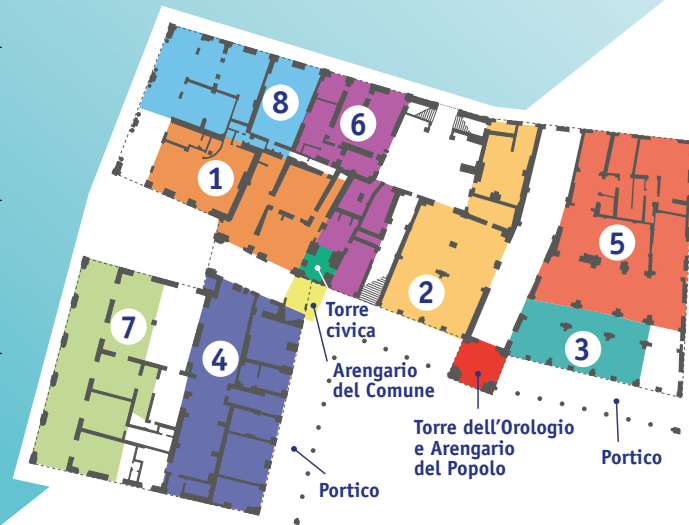 8
6
1
5
2
Torre
civica
7
3
4
Arengario
del Comune
Torre dell'Orologio
e Arengario
del Popolo
Portico
Portico